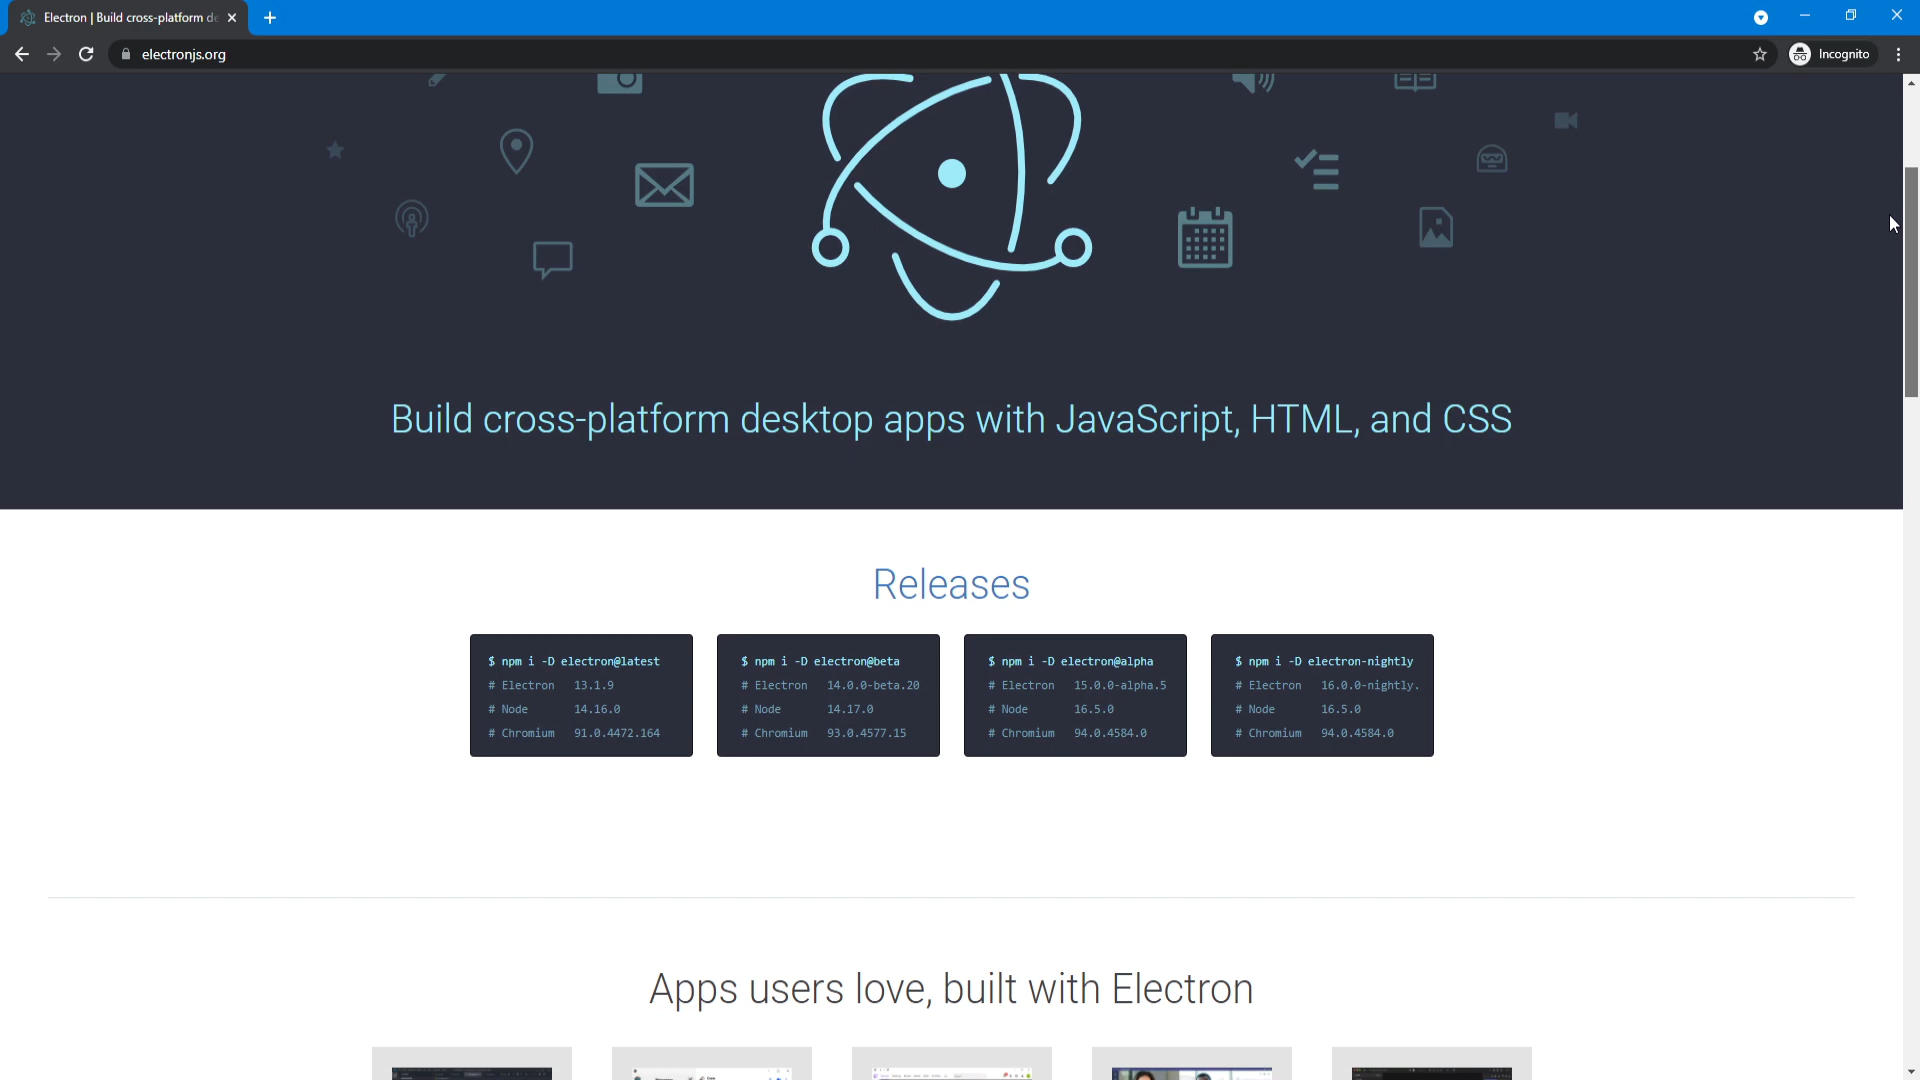 Electron | Build cross-platform de
electronjs.org
Incognito
Build cross-platform desktop apps with JavaScript, HTML, and CSS
Releases
$ npm i -D electron@latest
# Electron 13.1.9
# Node 14.16.0
# Chromium 91.0.4472.164
$ npm i -D electron@beta
# Electron 14.0.0-beta.20
# Node 14.17.0
# Chromium 93.0.4577.15
$ npm i -D electron@alpha
# Electron 15.0.0-alpha.5
# Node 16.5.0
# Chromium 94.0.4584.0
$ npm i -D electron-nightly
# Electron 16.0.0-nightly.
# Node 16.5.0
# Chromium 94.0.4584.0
Apps users love, built with Electron